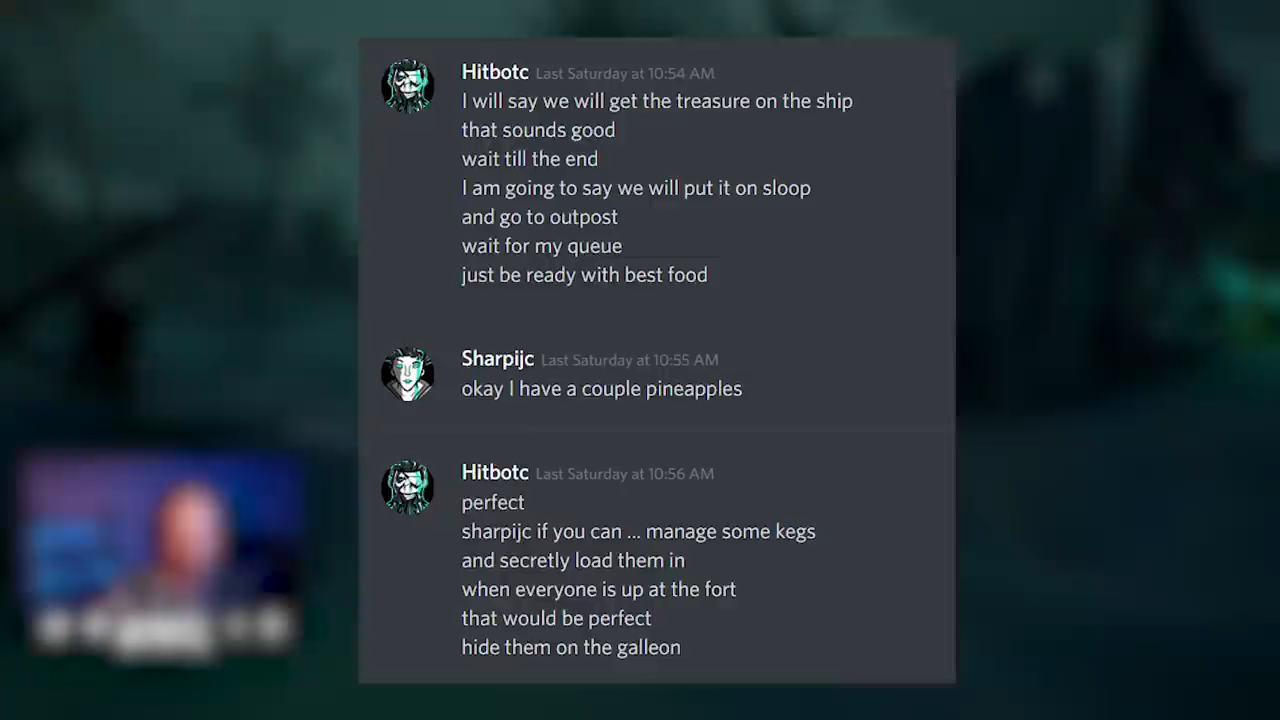 Hitbotc Last Saturday at 10:54 AM
I will say we will get the treasure on the ship
that sounds good
wait till the end
I am going to say we will put it on sloop
and go to outpost
wait for my queue
just be ready with best food
Sharpijc Last Saturday at 10:55 AM
okay I have a couple pineapples
Hitbotc Last Saturday at 10:56 AM
perfect
sharpijc if you can ... manage some kegs
and secretly load them in
when everyone is up at the fort
that would be perfect
hide them on the galleon